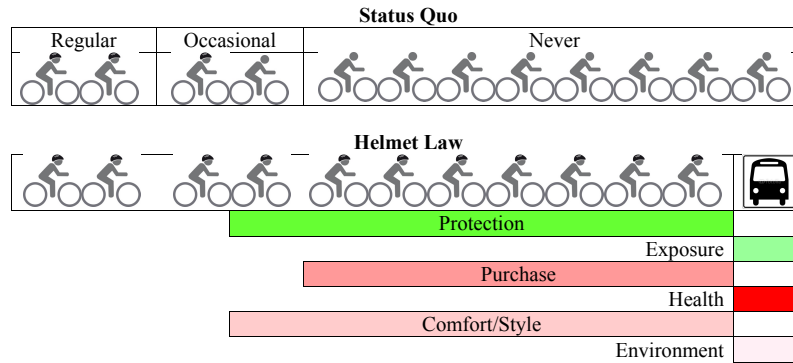 Status Quo
Regular Occasional Never
Helmet Law
Protection
Exposure
Purchase
Health
Comfort/Style
Environment